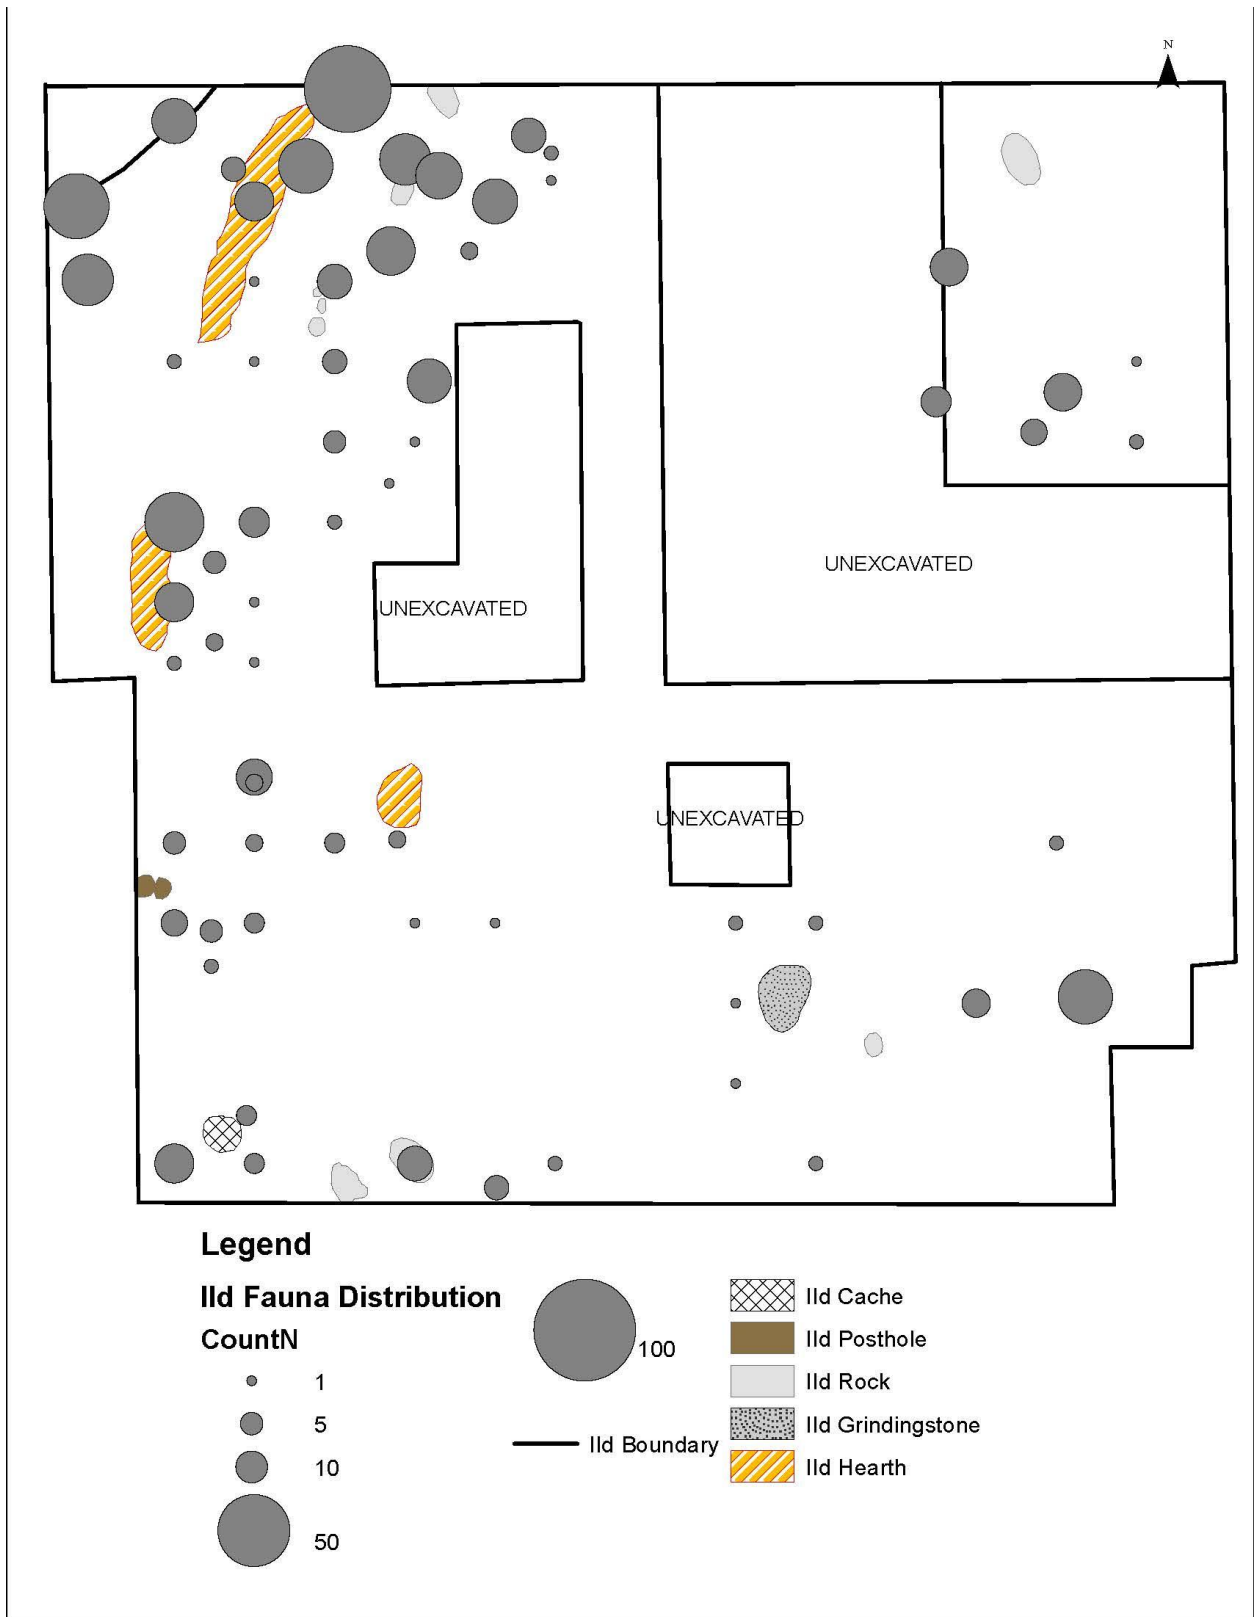 N
UNEXCAVATED
UNEXCAVATED
UNEXCAVATED
Legend
IId Fauna Distribution
CountN
1
5
10
50
100
IId Boundary
IId Cache
IId Posthole
IId Rock
IId Grindingstone
IId Hearth